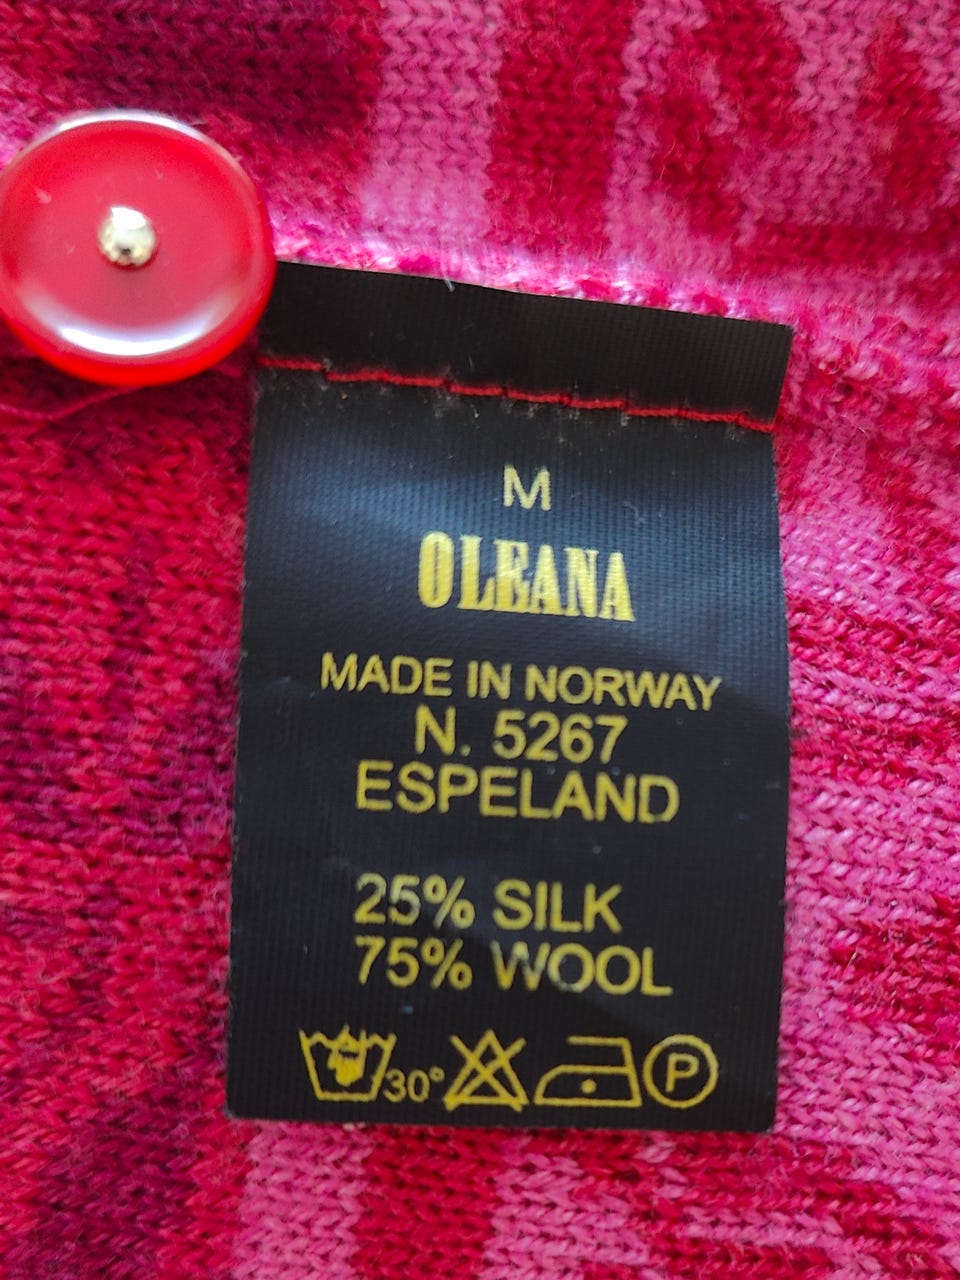 M
OLEANA
MADE IN NORWAY
N. 5267
ESPELAND
25% SILK
75% WOOL
30° P